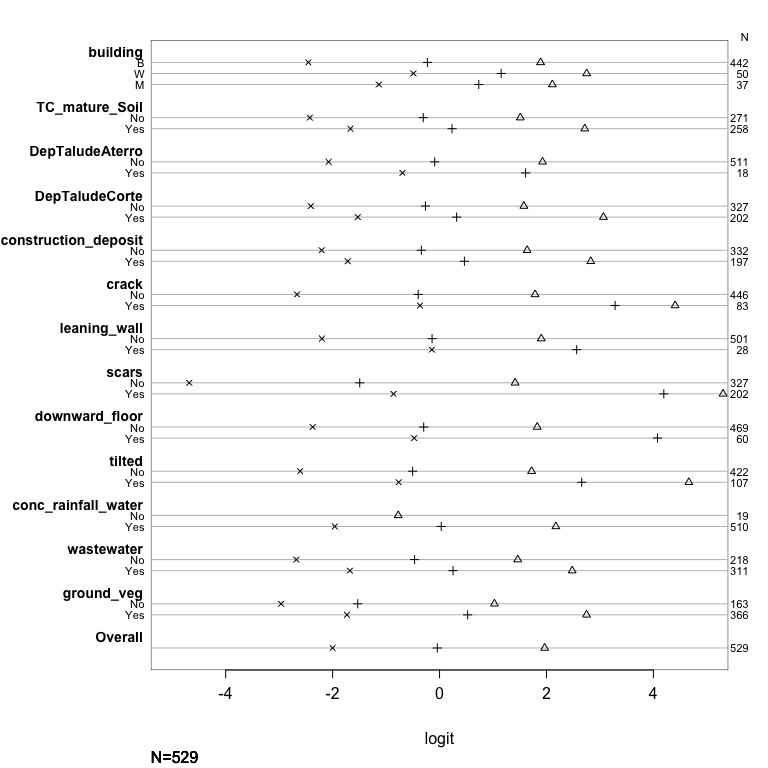 N
building
B 442
W 50
M 37
TC_mature_Soil
No 271
Yes 258
DepTaludeAterro
No 511
Yes 18
DepTaludeCorte
No 327
Yes 202
construction_deposit
No 332
Yes 197
crack
No 446
Yes 83
leaning_wall
No 501
Yes 28
scars
No 327
Yes 202
downward_floor
No 469
Yes 60
tilted
No 422
Yes 107
conc_rainfall_water
No 19
Yes 510
wastewater
No 218
Yes 311
ground_veg
No 163
Yes 366
Overall
529
-4 -2 0 2 4
logit
N=529